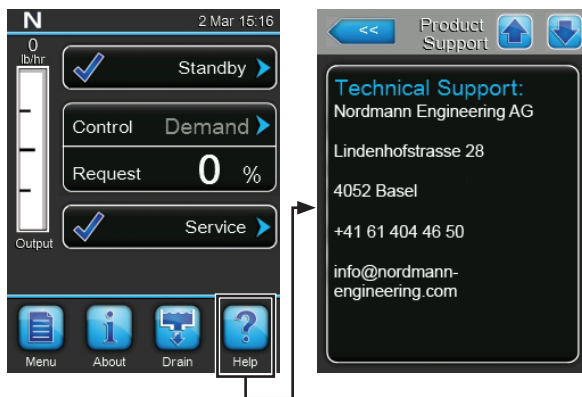 N
2 Mar 15:16
0
lb/hr
Standby
Control Demand
Request 0 %
Service
Output
Menu
About
Drain
Help
<<
Product
Support
Technical Support:
Nordmann Engineering AG
Lindenhofstrasse 28
4052 Basel
+41 61 404 46 50
info@nordmann-
engineering.com